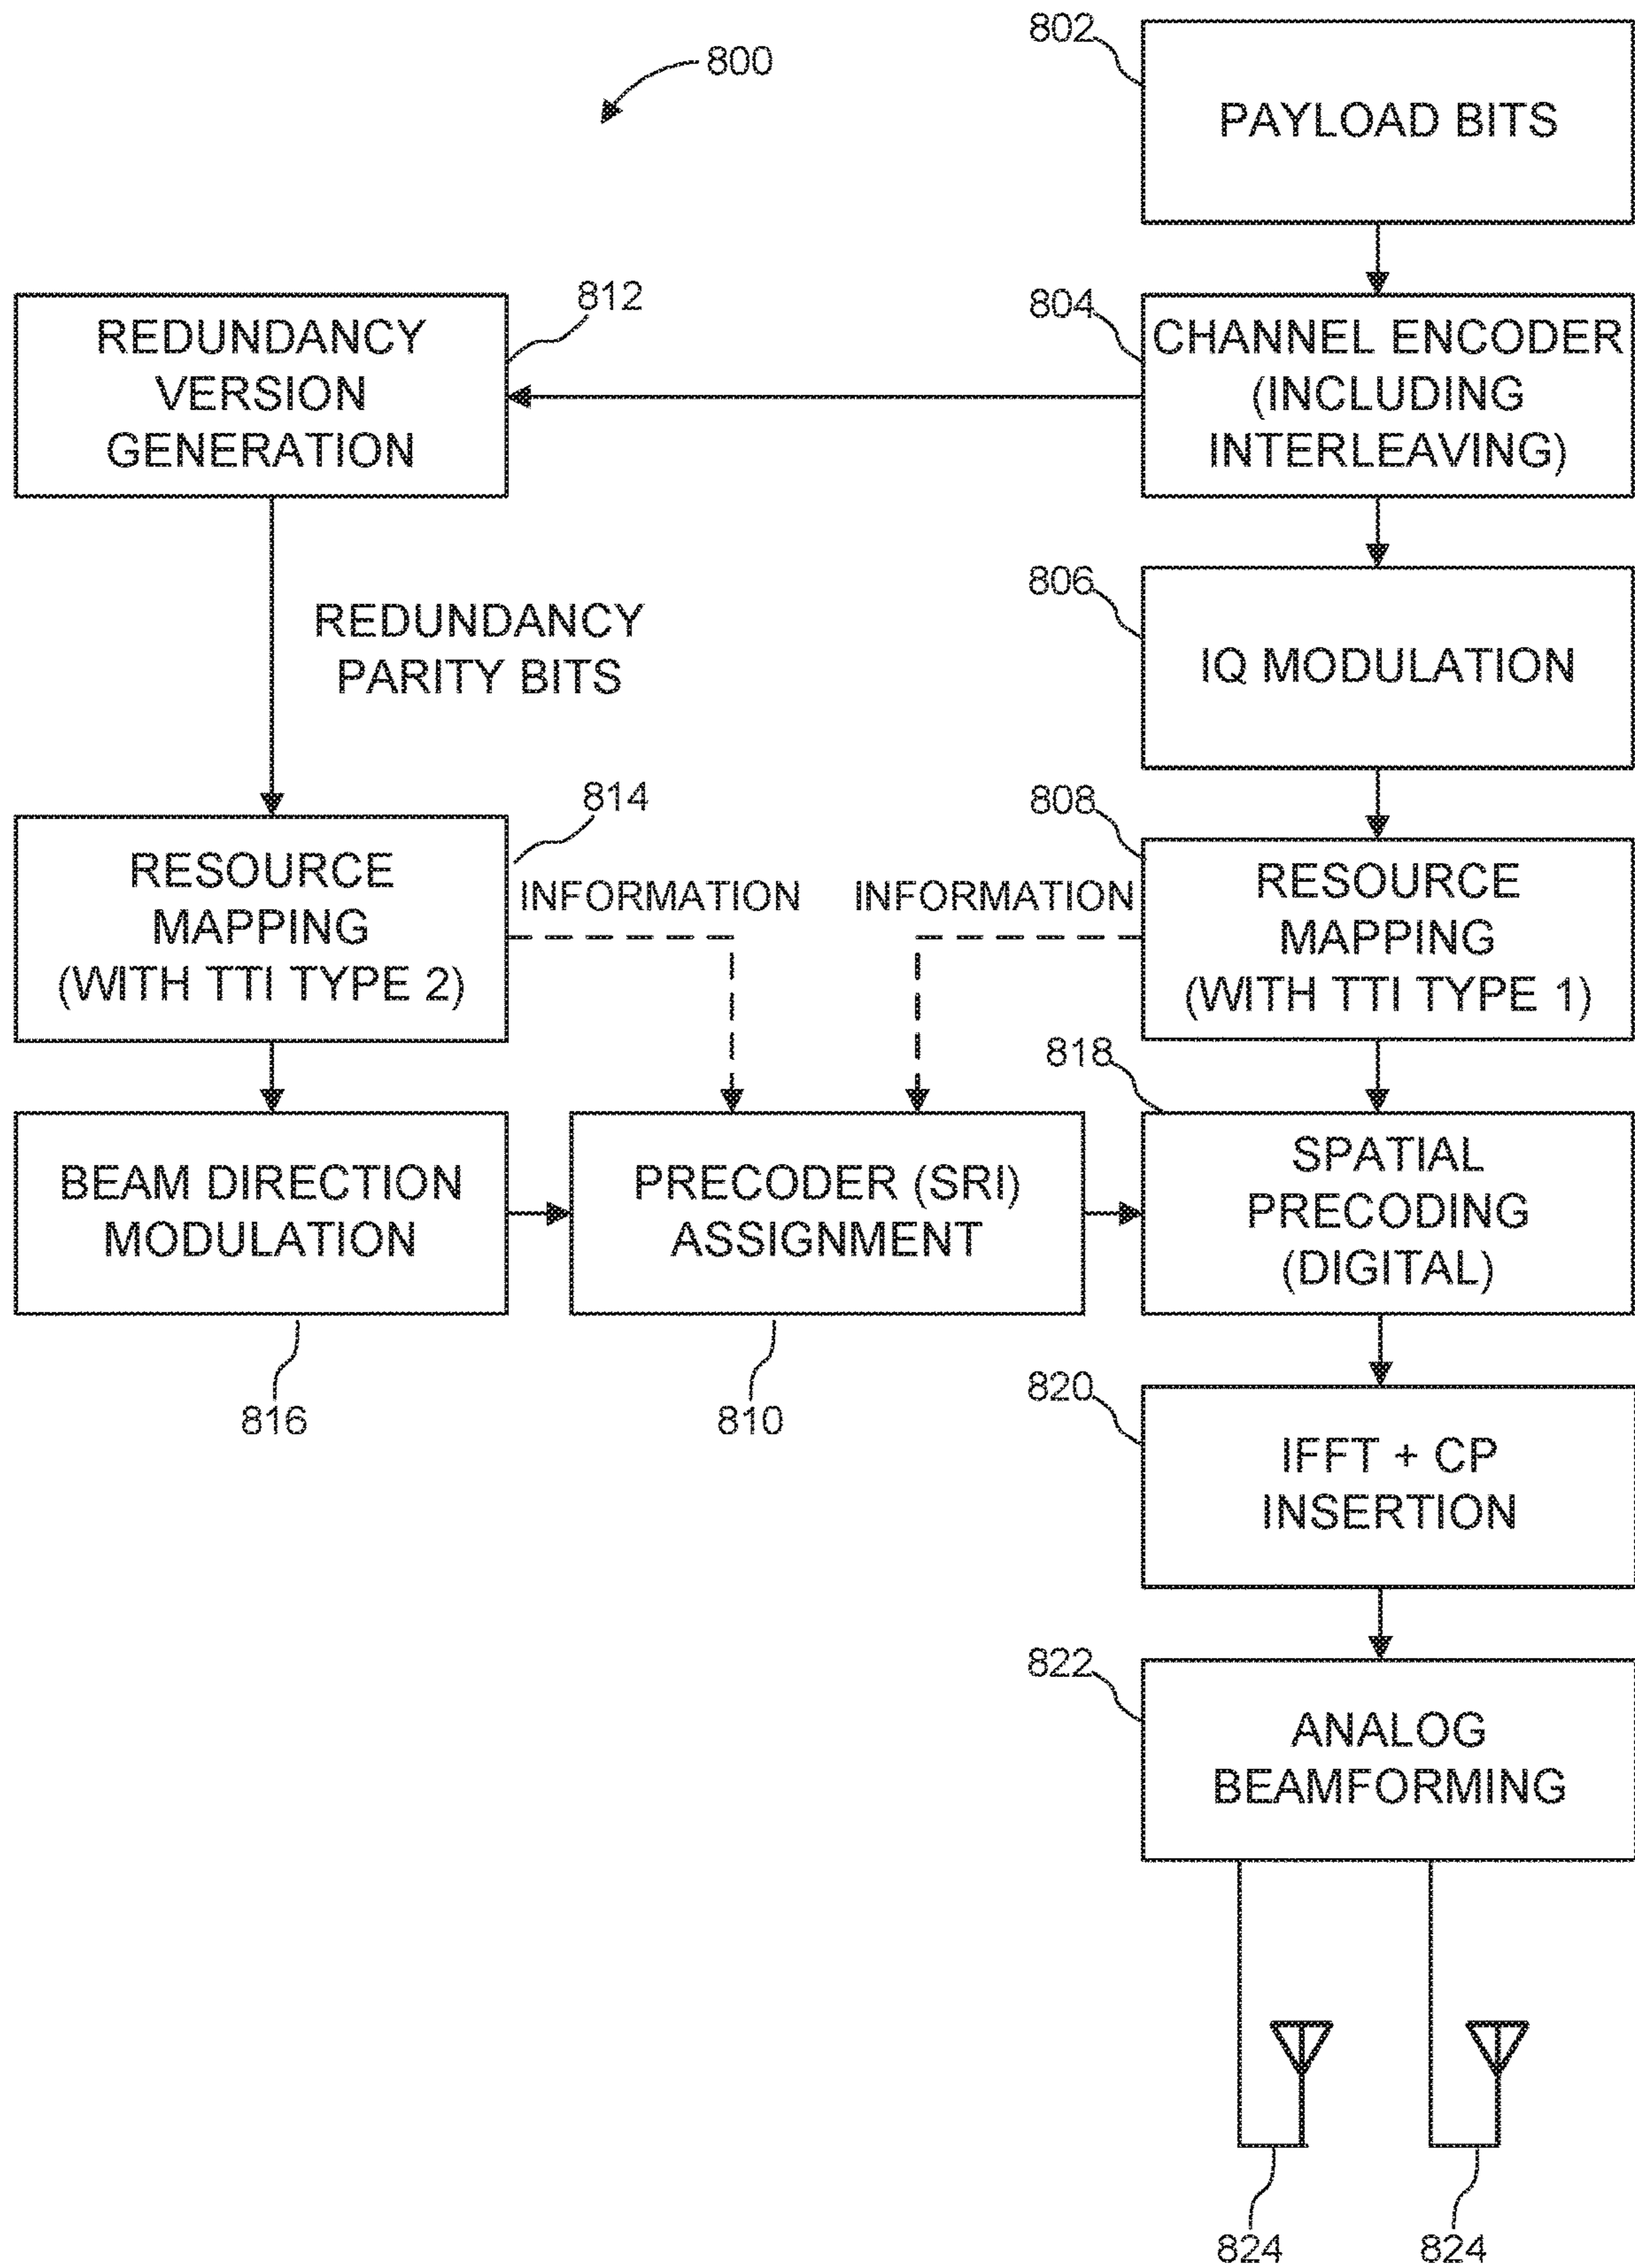 800
802
PAYLOAD BITS
812
REDUNDANCY
VERSION
GENERATION
804
CHANNEL ENCODER
(INCLUDING
INTERLEAVING)
REDUNDANCY
PARITY BITS
806
IQ MODULATION
814
RESOURCE
MAPPING
(WITH TTI TYPE 2)
INFORMATION
INFORMATION
808
RESOURCE
MAPPING
(WITH TTI TYPE 1)
BEAM DIRECTION
MODULATION
816
PRECODER (SRI)
ASSIGNMENT
810
818
SPATIAL
PRECODING
(DIGITAL)
820
IFFT + CP
INSERTION
822
ANALOG
BEAMFORMING
824
824